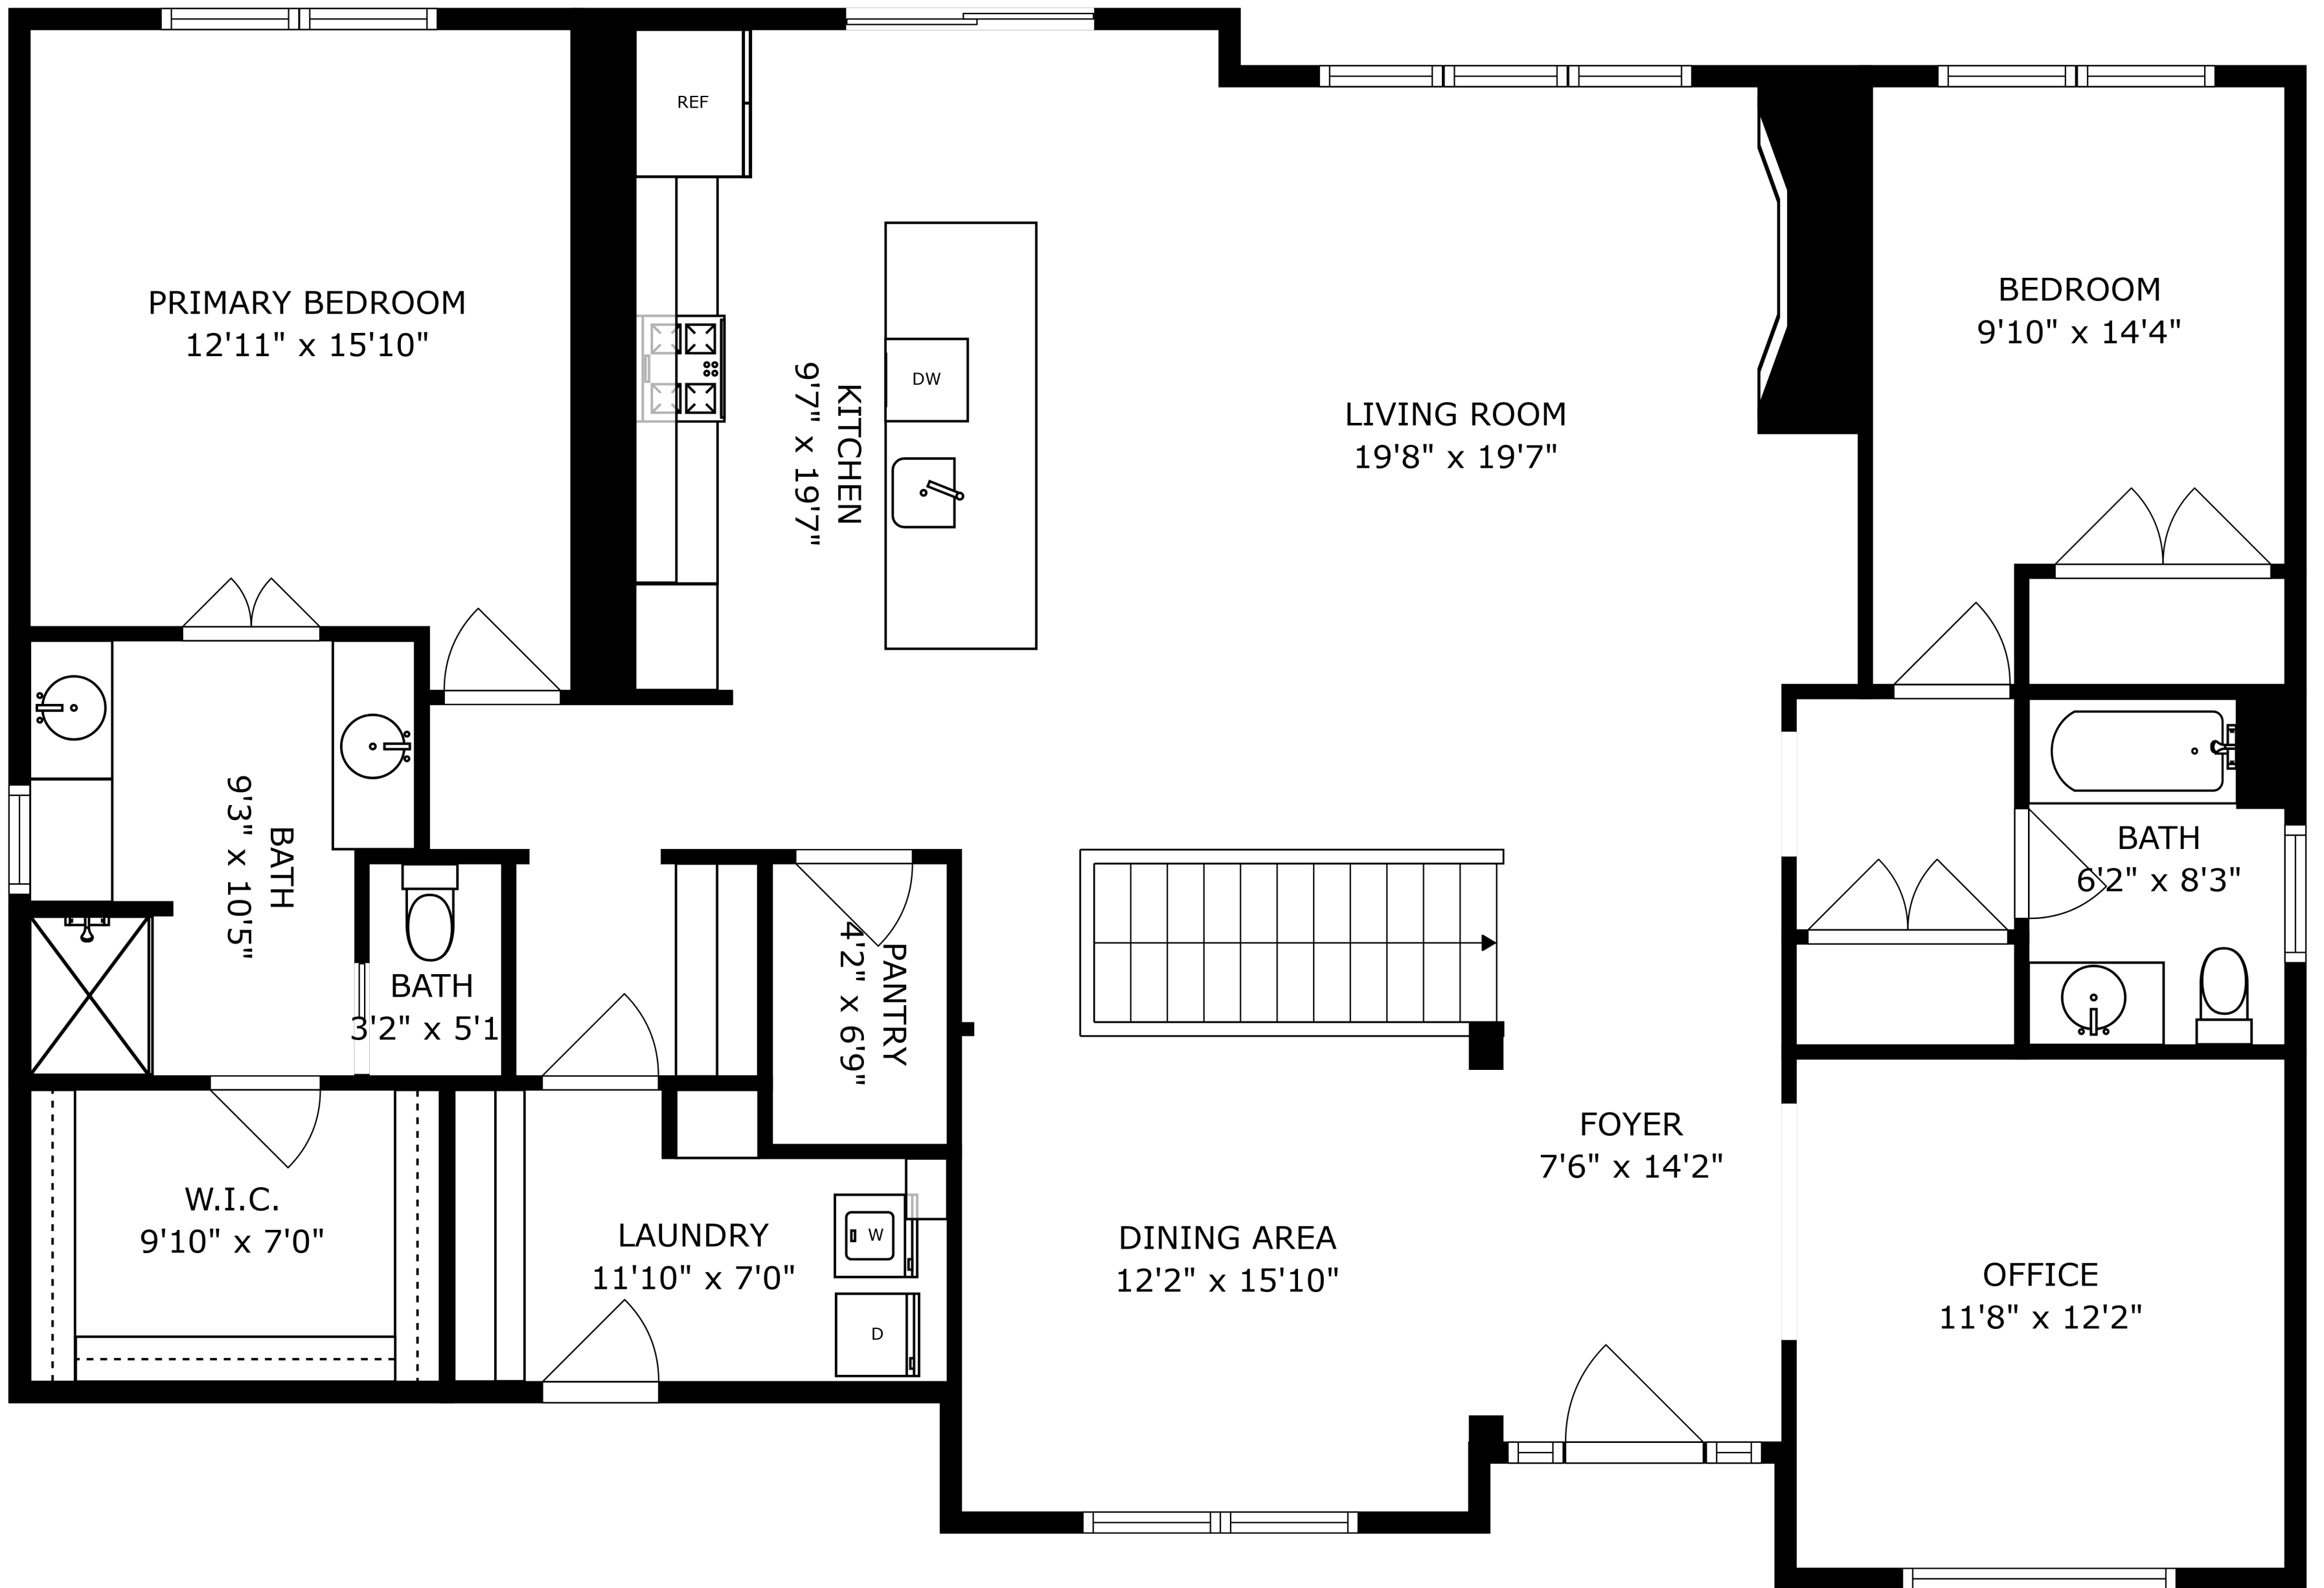 REF
PRIMARY BEDROOM
12'11" x 15'10"
KITCHEN
9'7" x 19'7"
DW
LIVING ROOM
19'8" x 19'7"
BEDROOM
9'10" x 14'4"
BATH
9'3" x 10'5"
BATH
3'2" x 5'1
PANTRY
4'2" x 6'9"
BATH
6'2" x 8'3"
W.I.C.
9'10" x 7'0"
LAUNDRY
11'10" x 7'0"
W
D
DINING AREA
12'2" x 15'10"
FOYER
7'6" x 14'2"
OFFICE
11'8" x 12'2"